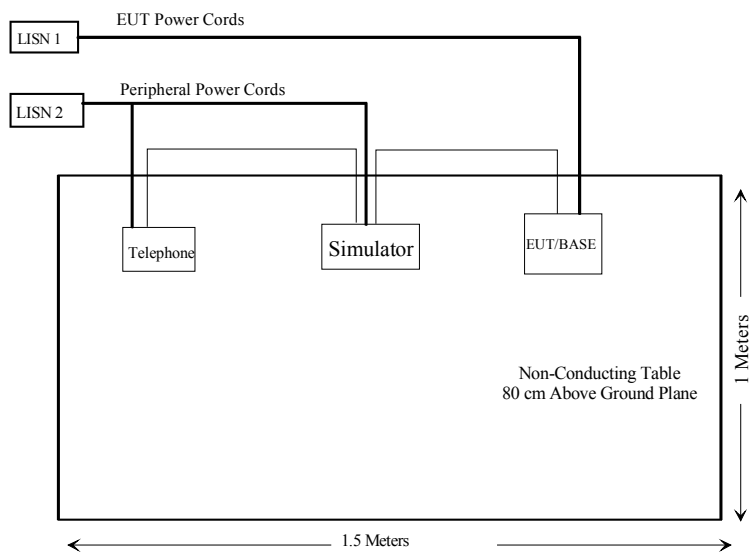 EUT Power Cords
LISN 1
Peripheral Power Cords
LISN 2
Telephone
Simulator
EUT/BASE
Non-Conducting Table
80 cm Above Ground Plane
1 Meters
1.5 Meters